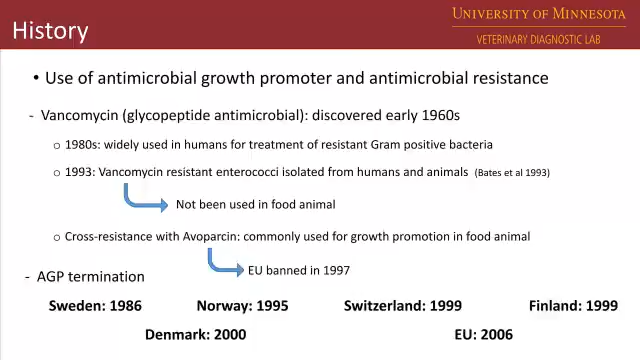 History
UNIVERSITY OF MINNESOTA
VETERINARY DIAGNOSTIC LAB
• Use of antimicrobial growth promoter and antimicrobial resistance
- Vancomycin (glycopeptide antimicrobial): discovered early 1960s
o 1980s: widely used in humans for treatment of resistant Gram positive bacteria
o 1993: Vancomycin resistant enterococci isolated from humans and animals (Bates et al 1993)
Not been used in food animal
o Cross-resistance with Avoparcin: commonly used for growth promotion in food animal
EU banned in 1997
- AGP termination
Sweden: 1986 Norway: 1995 Switzerland: 1999 Finland: 1999
Denmark: 2000 EU: 2006